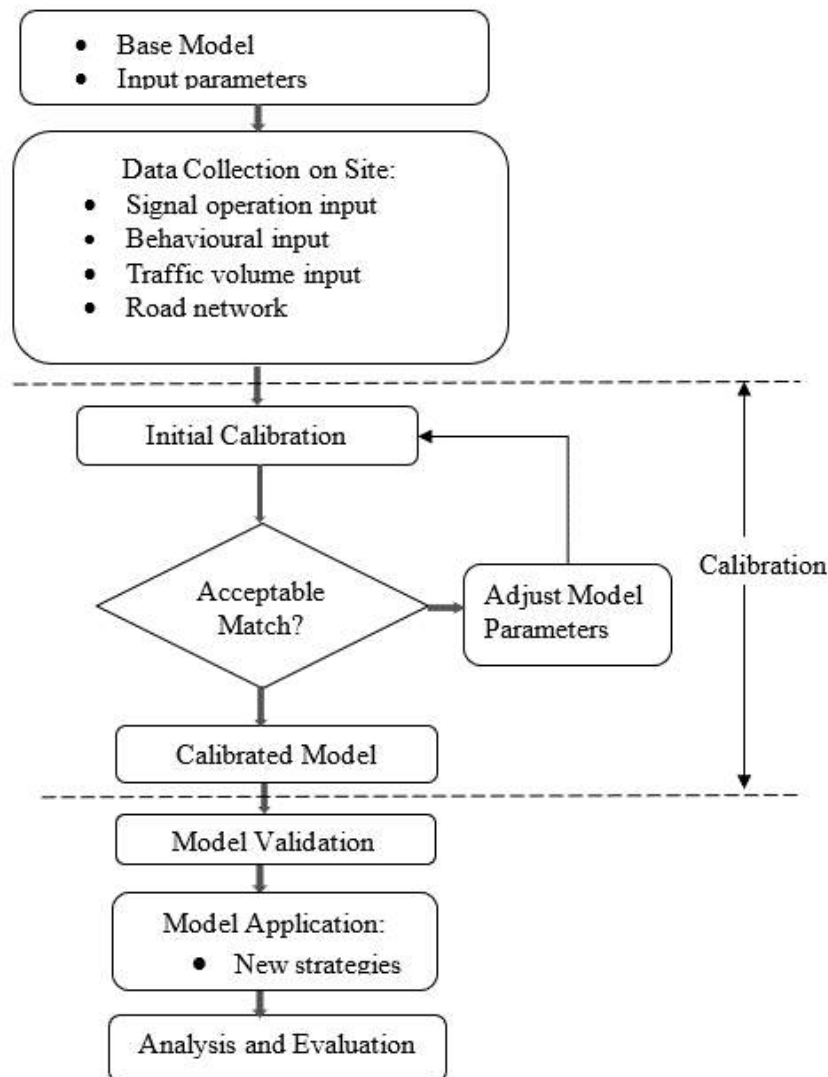 • Base Model
• Input parameters
Data Collection on Site:
• Signal operation input
• Behavioural input
• Traffic volume input
• Road network
Initial Calibration
Acceptable
Match?
Adjust Model
Parameters
Calibration
Calibrated Model
Model Validation
Model Application:
• New strategies
Analysis and Evaluation